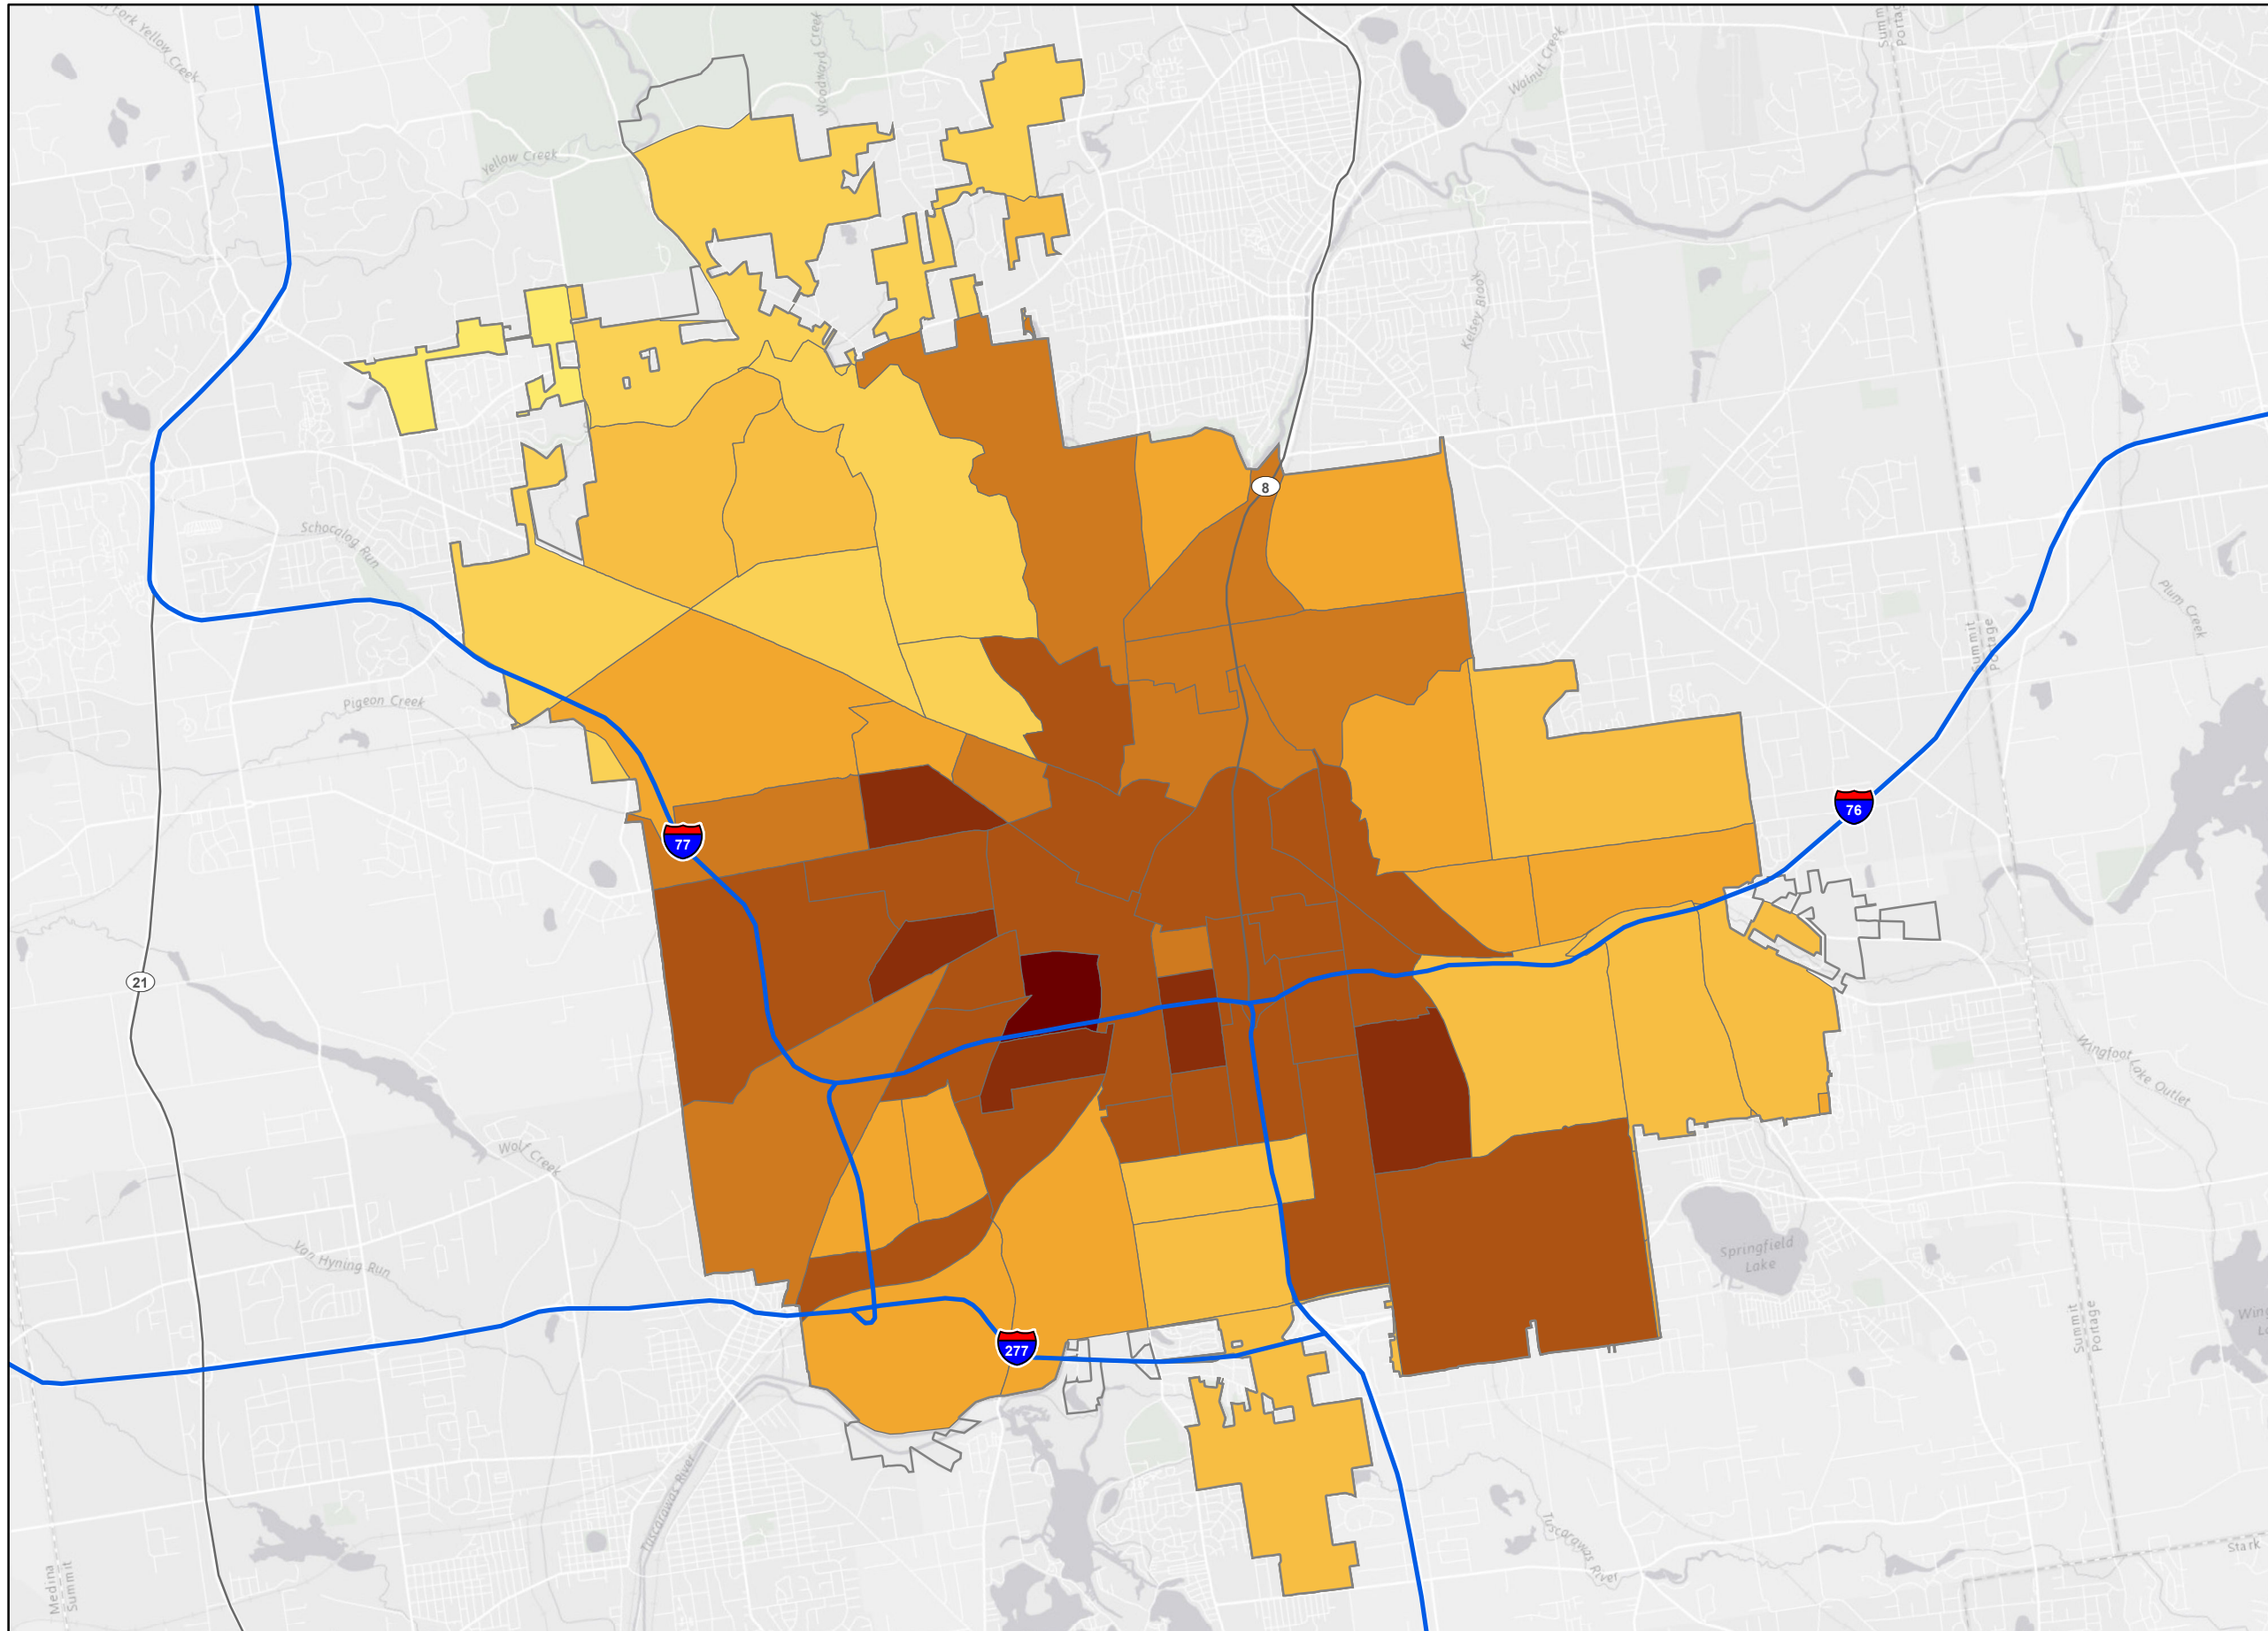 Yellow Creek
Woodward Creek
Walnut Creek
Summit
Portage
Yellow Creek
Kelsey Brook
8
Schocalog Run
Plum Creek
Summit
Portage
Pigeon Creek
77
76
21
Wingfoot Lake Outlet
Wolf Creek
Van Hyning Run
Springfield
Lake
Summit
Portage
277
Tuscarawas River
Tuscarawas River
Stark
Medina
Summit